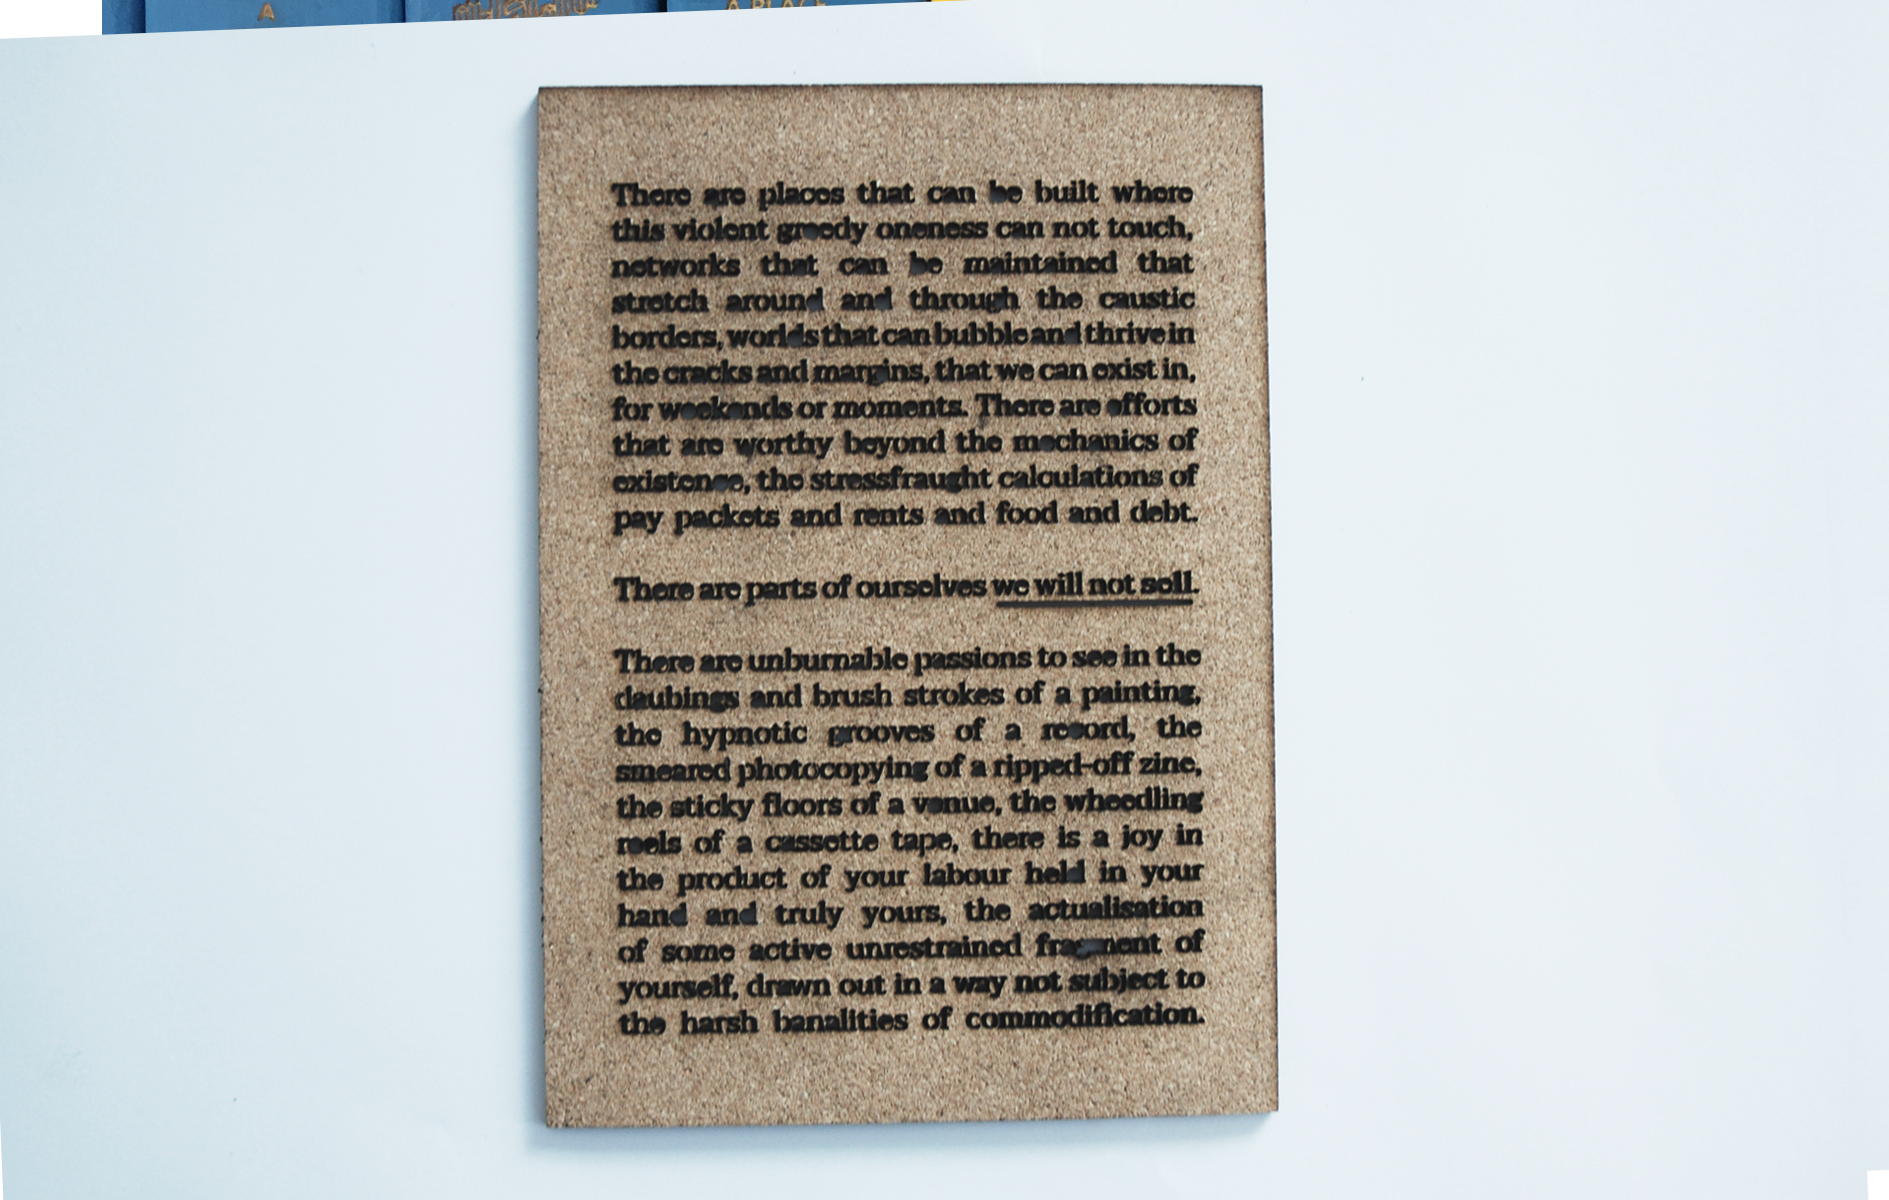 A
A PLACE
There are places that can be built where
this violent greedy oneness can not touch,
networks that can be maintained that
stretch around and through the caustic
borders, worlds that can bubble and thrive in
the cracks and margins, that we can exist in,
for weekends or moments. There are efforts
that are worthy beyond the mechanics of
existence, the stressfraught calculations of
pay packets and rents and food and debt.
There are parts of ourselves we will not sell.
There are unburnable passions to see in the
daubings and brush strokes of a painting,
the hypnotic grooves of a record, the
smeared photocopying of a ripped-off zine,
the sticky floors of a venue, the wheedling
reels of a cassette tape, there is a joy in
the product of your labour held in your
hand and truly yours, the actualisation
of some active unrestrained fragment of
yourself, drawn out in a way not subject to
the harsh banalities of commodification.